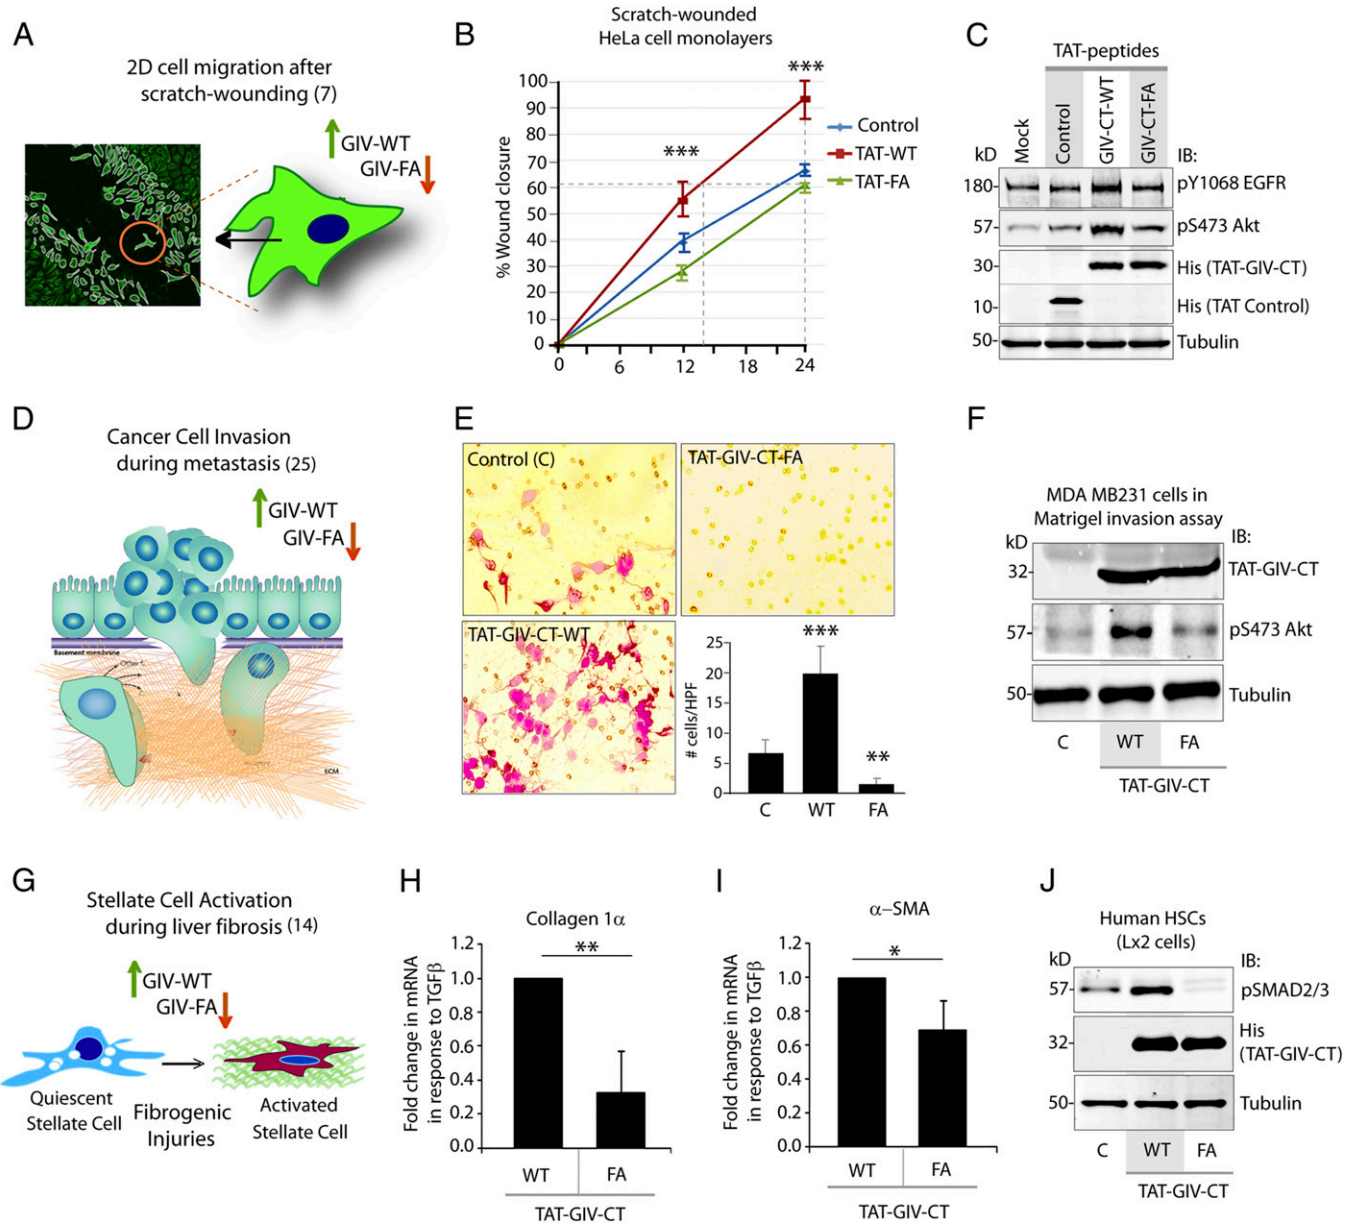 A
2D cell migration after
scratch-wounding (7)
GIV-WT
GIV-FA
B
Scratch-wounded
HeLa cell monolayers
% Wound closure
100
90
80
70
60
50
40
30
20
10
0
0
6
12
18
24
***
***
Control
TAT-WT
TAT-FA
C
TAT-peptides
Mock
Control
GIV-CT-WT
GIV-CT-FA
kD
IB:
180-
pY1068 EGFR
57-
pS473 Akt
30-
His (TAT-GIV-CT)
10-
His (TAT Control)
50-
Tubulin
D
Cancer Cell Invasion
during metastasis (25)
GIV-WT
GIV-FA
Basement membrane
ECM
E
Control (C)
TAT-GIV-CT-FA
TAT-GIV-CT-WT
# cells/HPF
25
20
15
10
5
0
***
**
C
WT
FA
F
MDA MB231 cells in
Matrigel invasion assay
kD
IB:
32-
TAT-GIV-CT
57-
pS473 Akt
50-
Tubulin
C
WT
FA
TAT-GIV-CT
G
Stellate Cell Activation
during liver fibrosis (14)
GIV-WT
GIV-FA
Quiescent
Stellate Cell
Fibrogenic
Injuries
Activated
Stellate Cell
H
Collagen 1α
Fold change in mRNA
in response to TGFβ
1.2
1.0
0.8
0.6
0.4
0.2
0.0
**
WT
FA
TAT-GIV-CT
I
α–SMA
Fold change in mRNA
in response to TGFβ
1.2
1.0
0.8
0.6
0.4
0.2
0.0
*
WT
FA
TAT-GIV-CT
J
Human HSCs
(Lx2 cells)
kD
IB:
57-
pSMAD2/3
32-
His
(TAT-GIV-CT)
50-
Tubulin
C
WT
FA
TAT-GIV-CT